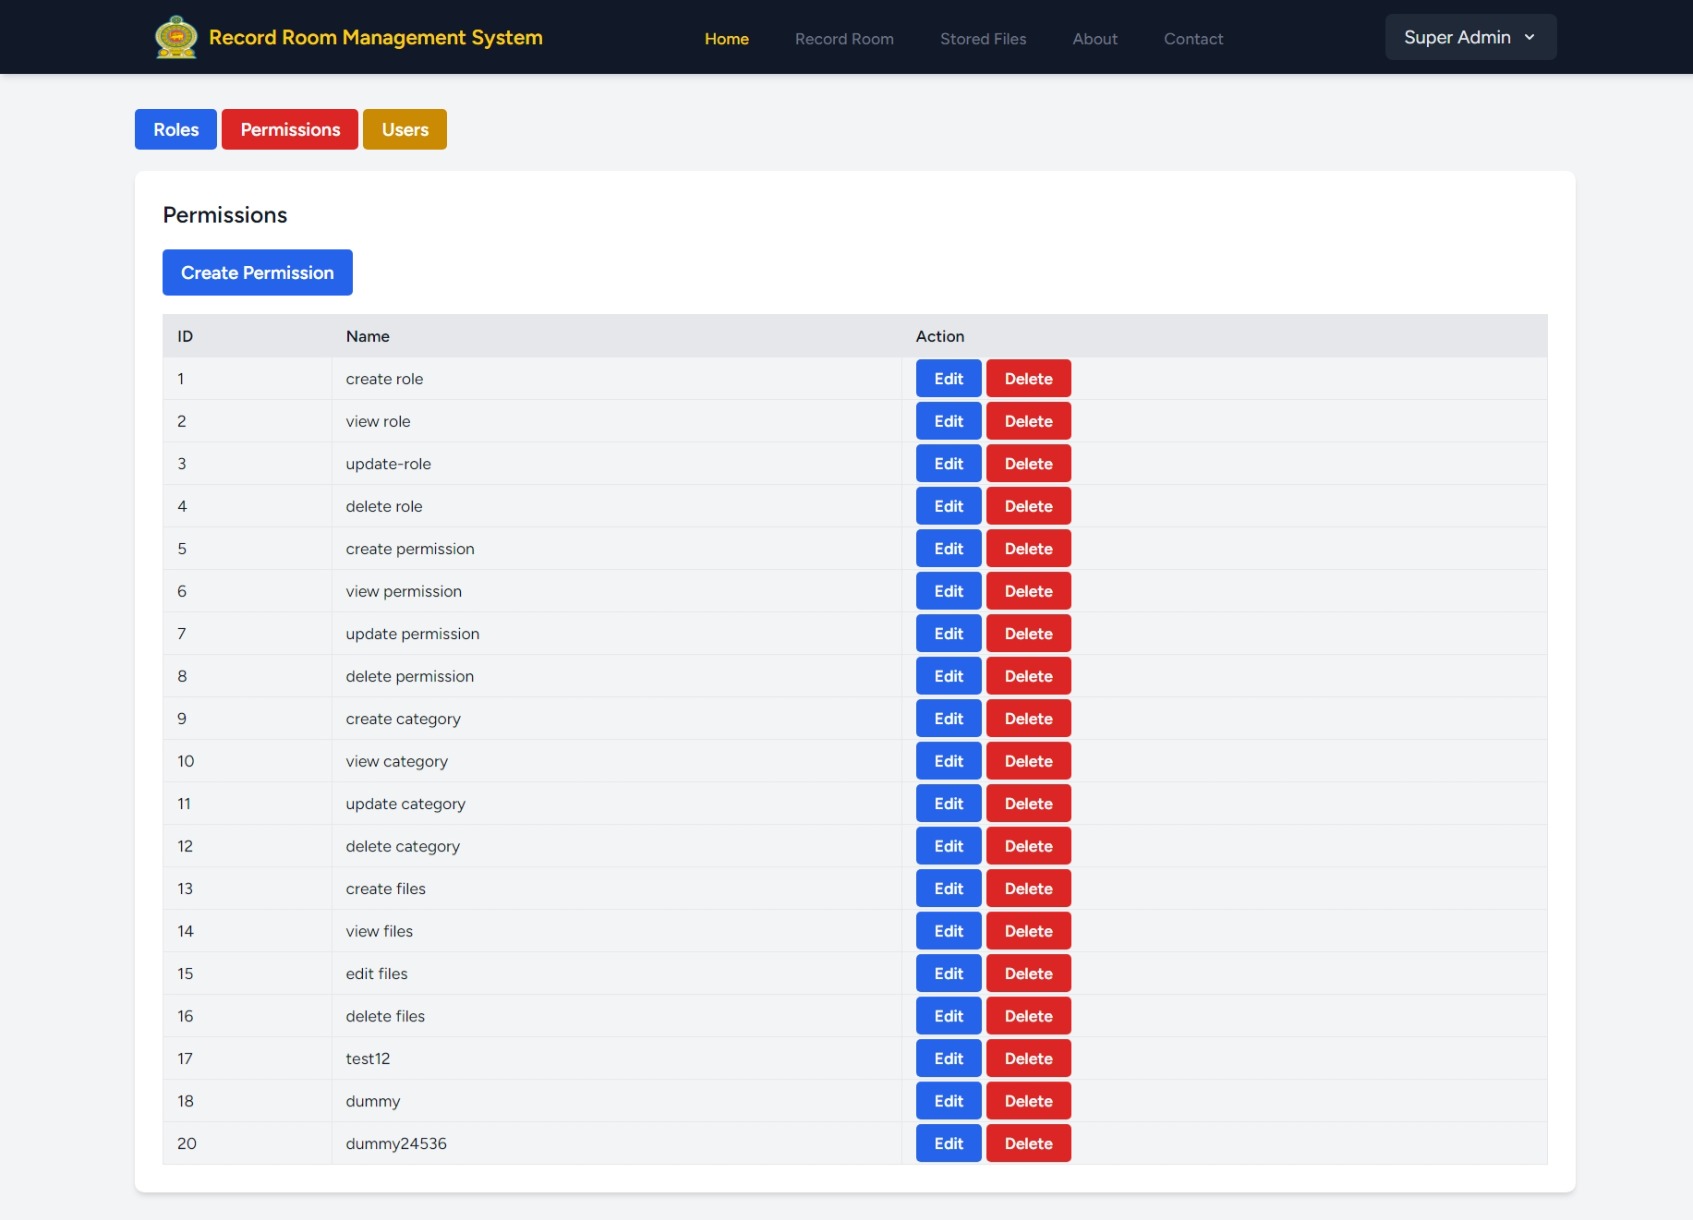 Record Room Management System Home Record Room Stored Files About Contact Super Admin
Roles Permissions Users
Permissions
Create Permission
ID Name Action
1 create role Edit Delete
2 view role Edit Delete
3 update-role Edit Delete
4 delete role Edit Delete
5 create permission Edit Delete
6 view permission Edit Delete
7 update permission Edit Delete
8 delete permission Edit Delete
9 create category Edit Delete
10 view category Edit Delete
11 update category Edit Delete
12 delete category Edit Delete
13 create files Edit Delete
14 view files Edit Delete
15 edit files Edit Delete
16 delete files Edit Delete
17 test12 Edit Delete
18 dummy Edit Delete
20 dummy24536 Edit Delete